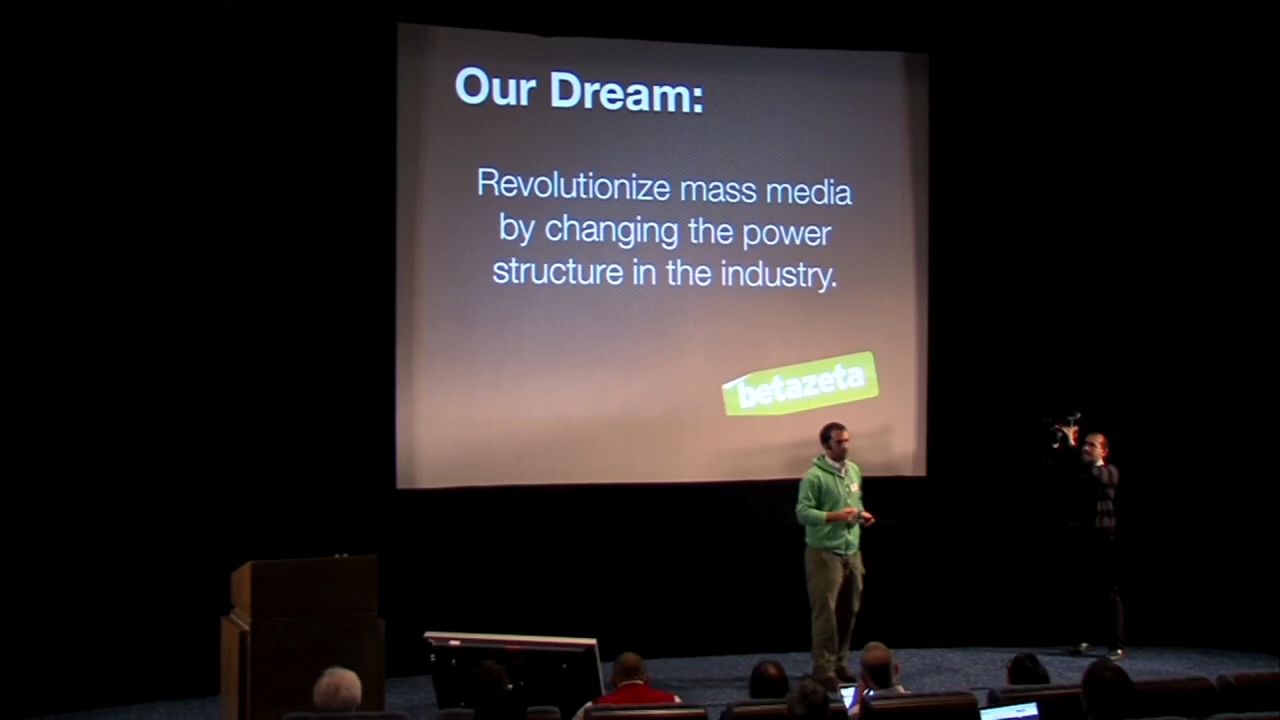 Our Dream:
Revolutionize mass media
by changing the power
structure in the industry.
betazeta